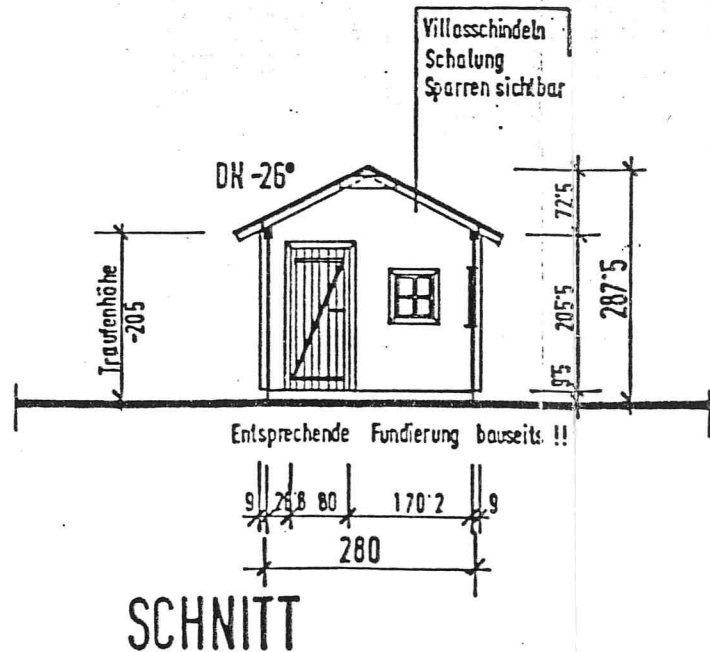 Villasschindeln
Schalung
Sparren sichtbar
DN -26°
72'5
Traufenhöhe
-205
205'5
287'5
9'5
Entsprechende Fundierung bauseits. !!
9 26'8 80 170'2 9
280
SCHNITT